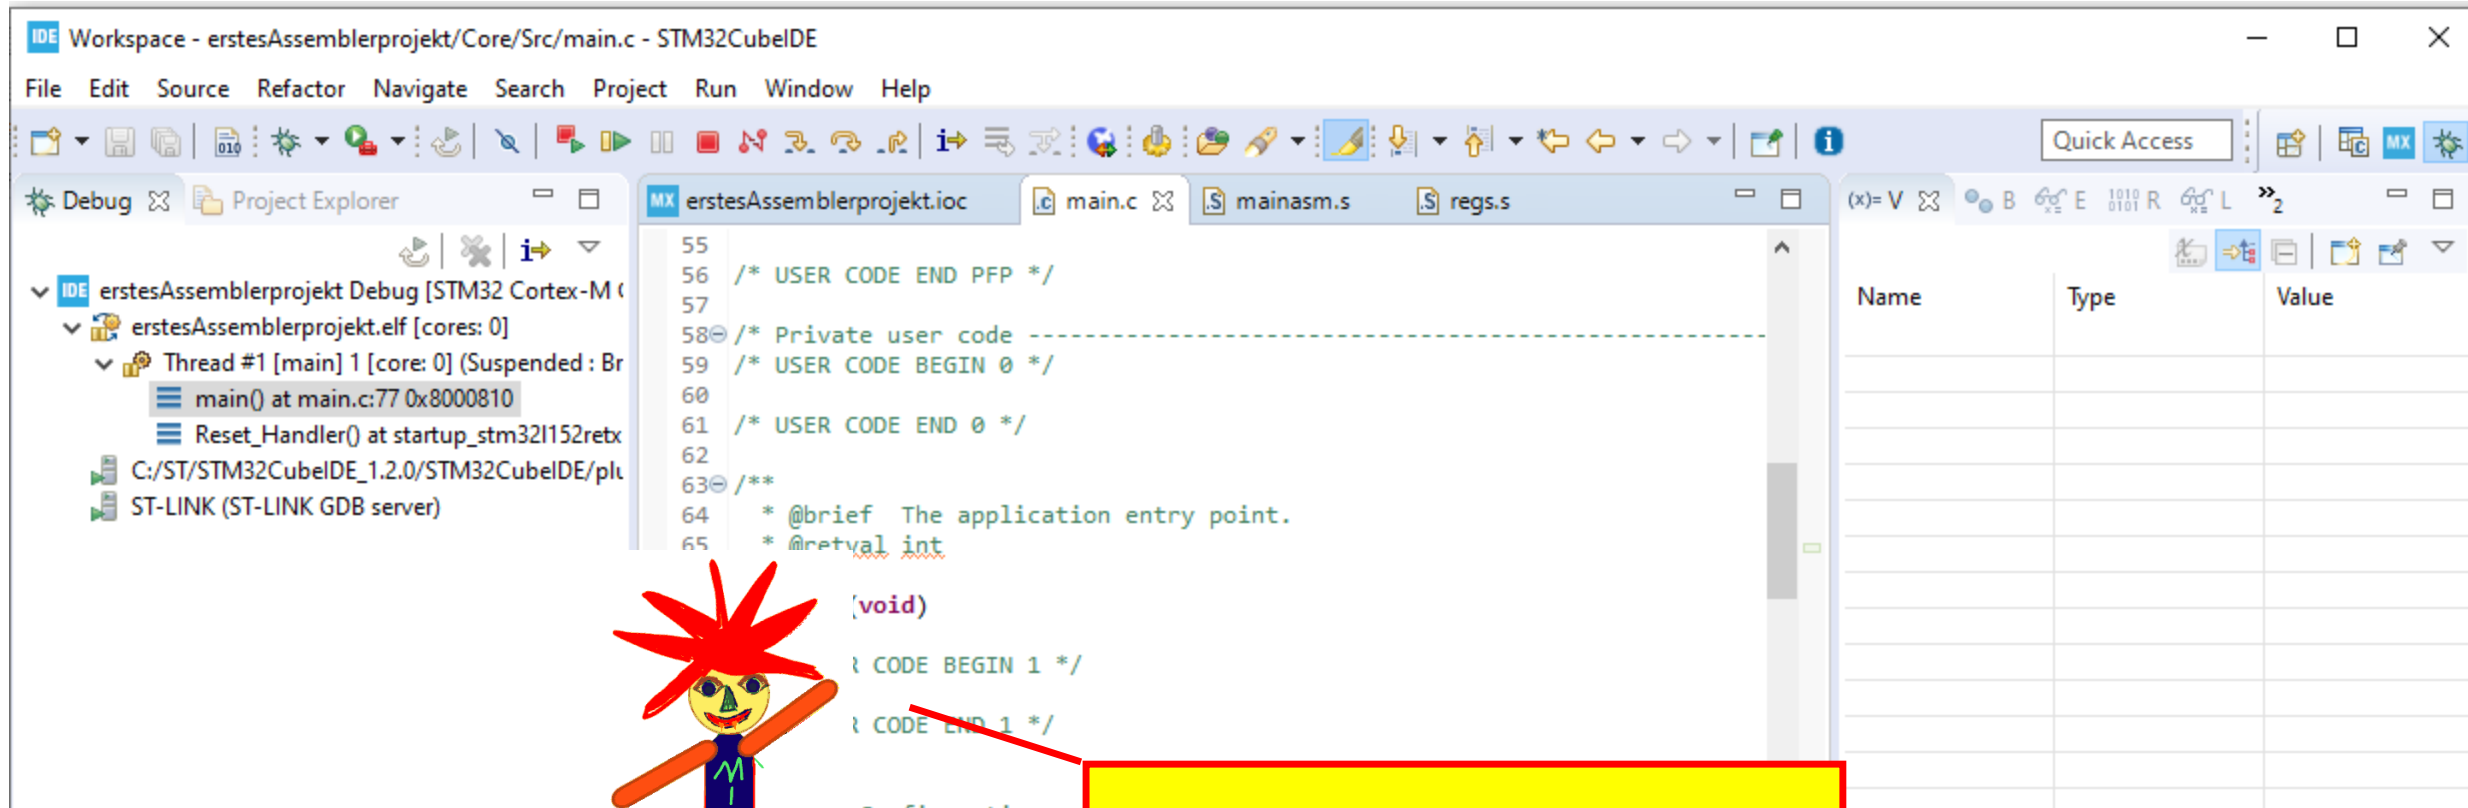 IDE Workspace - erstesAssemblerprojekt/Core/Src/main.c - STM32CubeIDE
File Edit Source Refactor Navigate Search Project Run Window Help
Quick Access
MX
Debug Project Explorer
MX erstesAssemblerprojekt.ioc main.c mainasm.s regs.s
(x)= V B E R L »2
Name Type Value
IDE erstesAssemblerprojekt Debug [STM32 Cortex-M
erstesAssemblerprojekt.elf [cores: 0]
Thread #1 [main] 1 [core: 0] (Suspended : Br
main() at main.c:77 0x8000810
Reset_Handler() at startup_stm32l152retx
C:/ST/STM32CubeIDE_1.2.0/STM32CubeIDE/plu
ST-LINK (ST-LINK GDB server)
55
56 /* USER CODE END PFP */
57
58 /* Private user code -----------------------------------------------------
59 /* USER CODE BEGIN 0 */
60
61 /* USER CODE END 0 */
62
63 /**
64 * @brief The application entry point.
65 * @retval int
(void)
CODE BEGIN 1 */
CODE END 1 */
M